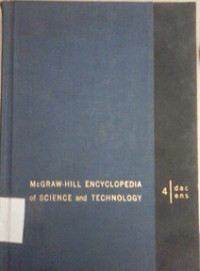 McGRAW-HILL ENCYCLOPEDIA
of SCIENCE and TECHNOLOGY
4
dac
ens